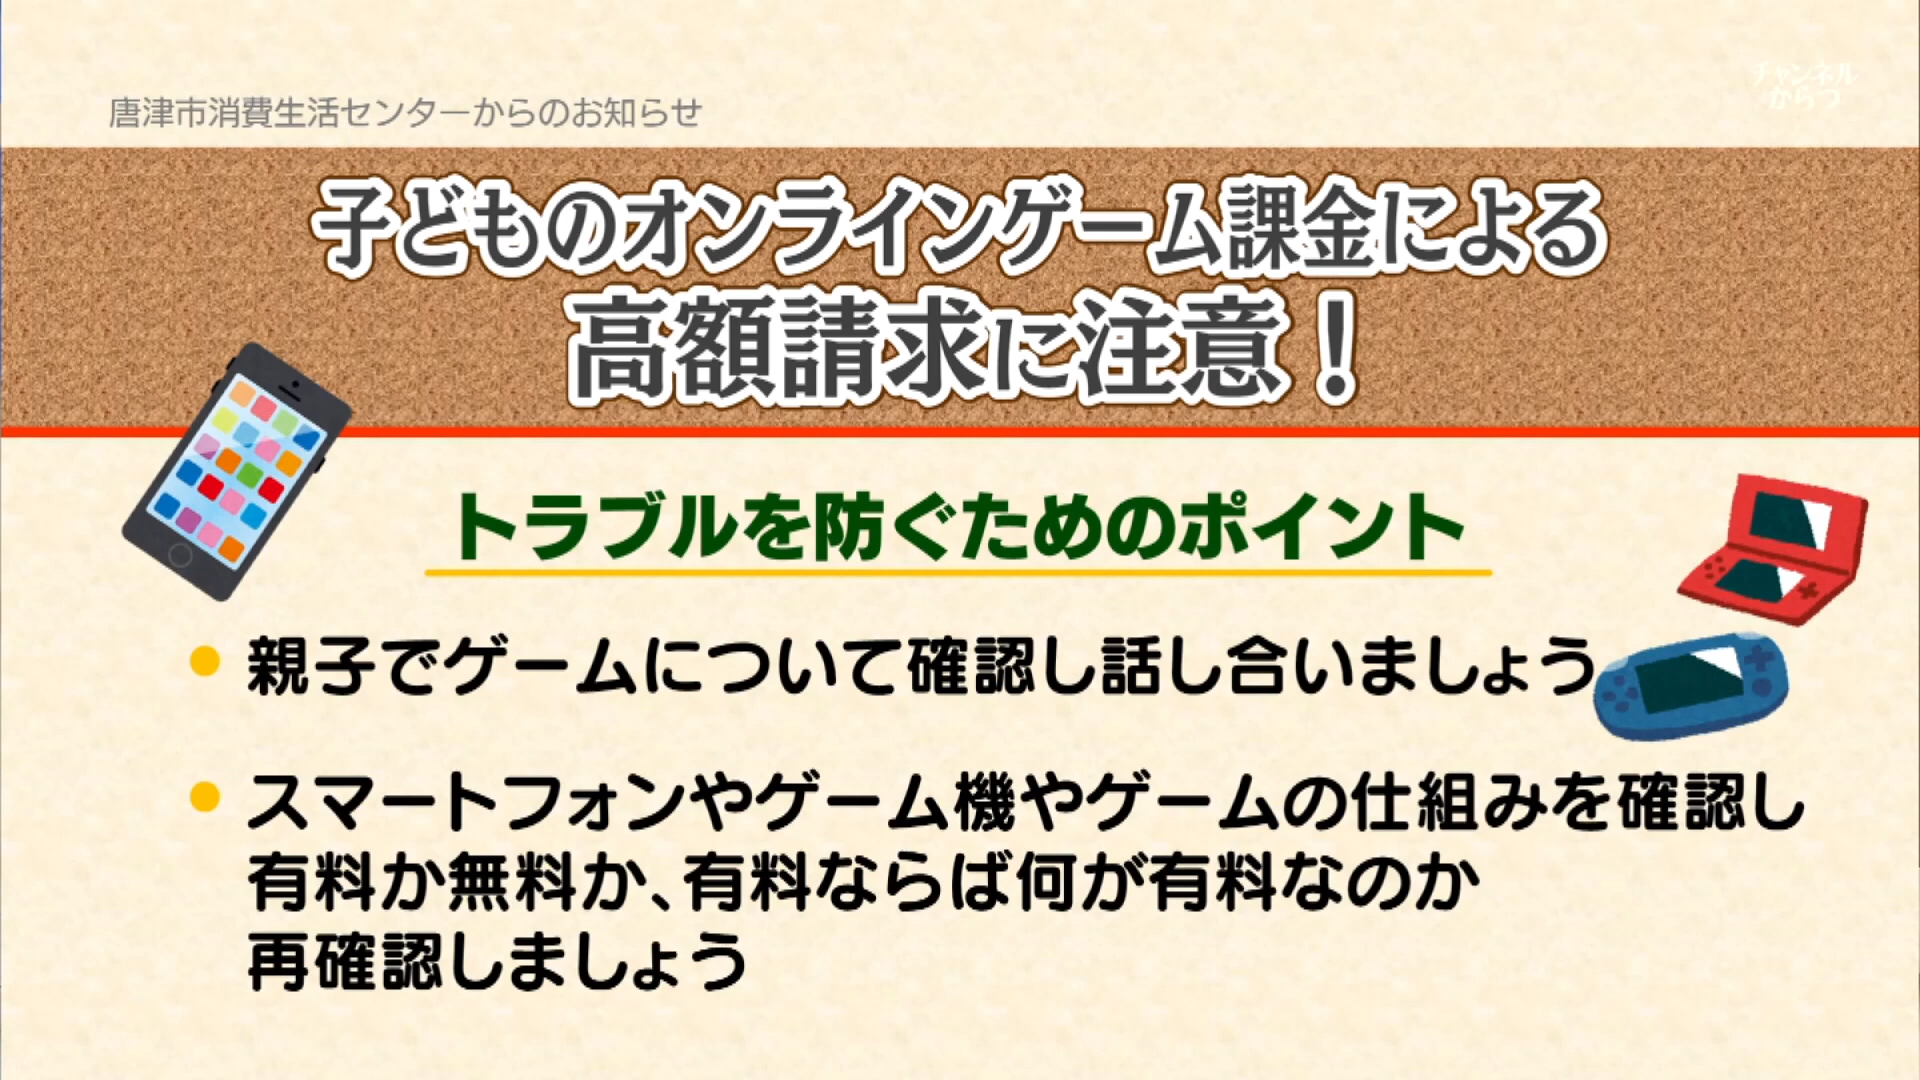 唐津市消費生活センターからのお知らせ
チャンネル
からつ
子どものオンラインゲーム課金による
高額請求に注意！
トラブルを防ぐためのポイント
● 親子でゲームについて確認し話し合いましょう
● スマートフォンやゲーム機やゲームの仕組みを確認し
有料か無料か、有料ならば何が有料なのか
再確認しましょう